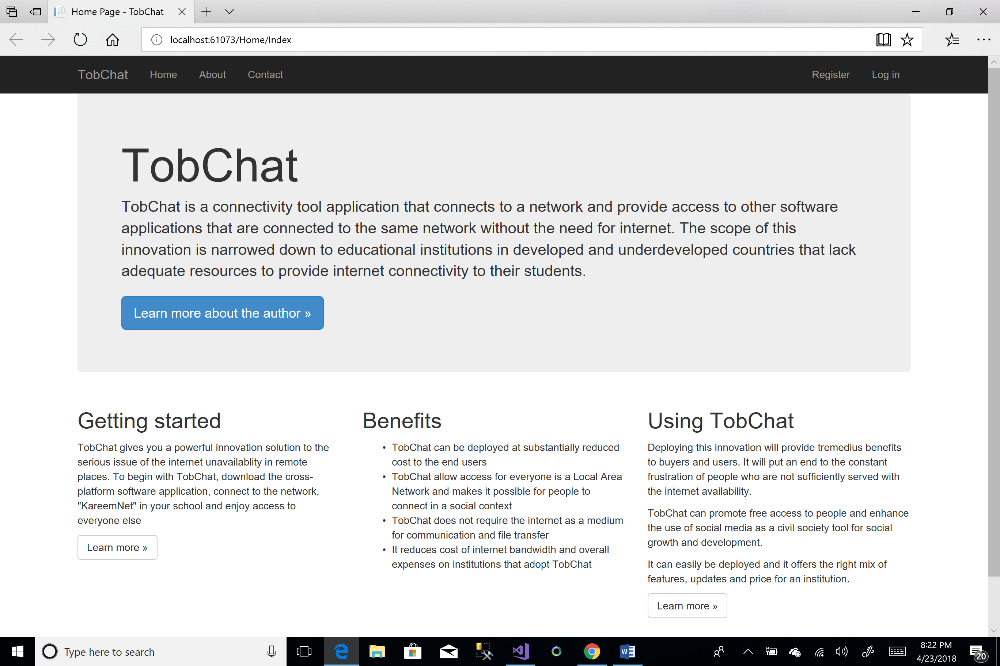 Home Page - TobChat
localhost:61073/Home/Index
TobChat Home About Contact Register Log in
TobChat
TobChat is a connectivity tool application that connects to a network and provide access to other software
applications that are connected to the same network without the need for internet. The scope of this
innovation is narrowed down to educational institutions in developed and underdeveloped countries that lack
adequate resources to provide internet connectivity to their students.
Learn more about the author »
Getting started
TobChat gives you a powerful innovation solution to the
serious issue of the internet unavailablity in remote
places. To begin with TobChat, download the cross-
platform software application, connect to the network,
"KareemNet" in your school and enjoy access to
everyone else
Learn more »
Benefits
• TobChat can be deployed at substantially reduced
cost to the end users
• TobChat allow access for everyone is a Local Area
Network and makes it possible for people to
connect in a social context
• TobChat does not require the internet as a medium
for communication and file transfer
• It reduces cost of internet bandwidth and overall
expenses on institutions that adopt TobChat
Using TobChat
Deploying this innovation will provide tremedius benefits
to buyers and users. It will put an end to the constant
frustration of people who are not sufficiently served with
the internet availability.
TobChat can promote free access to people and enhance
the use of social media as a civil society tool for social
growth and development.
It can easily be deployed and it offers the right mix of
features, updates and price for an institution.
Learn more »
Type here to search
8:22 PM
4/23/2018
20